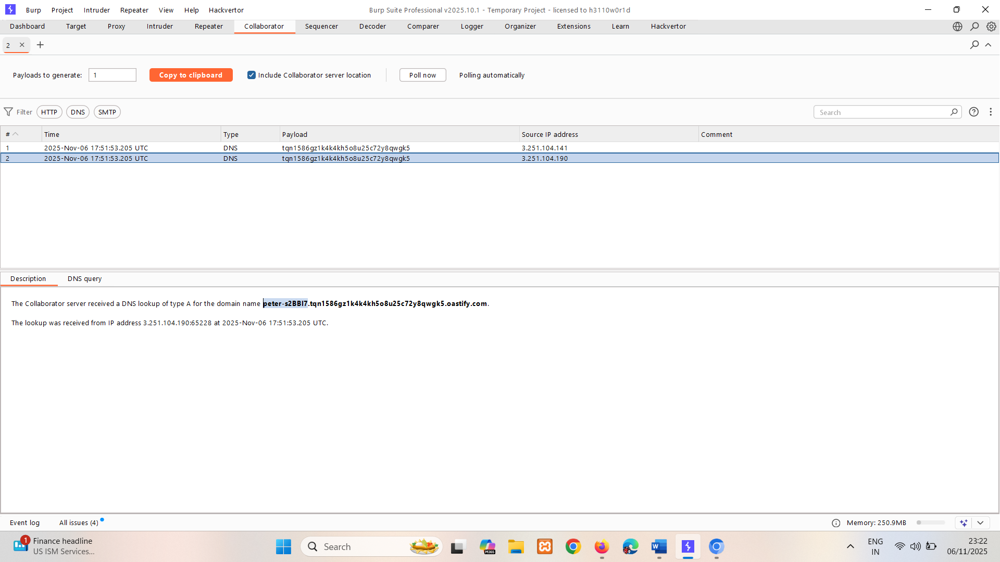 Burp Project Intruder Repeater View Help Hackvertor
Burp Suite Professional v2025.10.1 - Temporary Project - licensed to h3110w0r1d
Dashboard Target Proxy Intruder Repeater Collaborator Sequencer Decoder Comparer Logger Organizer Extensions Learn Hackvertor
2
Payloads to generate: 1 Copy to clipboard Include Collaborator server location Poll now Polling automatically
Filter HTTP DNS SMTP Search
# Time Type Payload Source IP address Comment
1 2025-Nov-06 17:51:53.205 UTC DNS tqn1586gz1k4k4kh5o8u25c72y8qwgk5 3.251.104.141
2 2025-Nov-06 17:51:53.205 UTC DNS tqn1586gz1k4k4kh5o8u25c72y8qwgk5 3.251.104.190
Description DNS query
The Collaborator server received a DNS lookup of type A for the domain name peter-s2BBI7.tqn1586gz1k4k4kh5o8u25c72y8qwgk5.oastify.com.
The lookup was received from IP address 3.251.104.190:65228 at 2025-Nov-06 17:51:53.205 UTC.
Event log All issues (4) Memory: 250.9MB
1
Finance headline
US ISM Services...
Search
M365
ENG
IN
23:22
06/11/2025